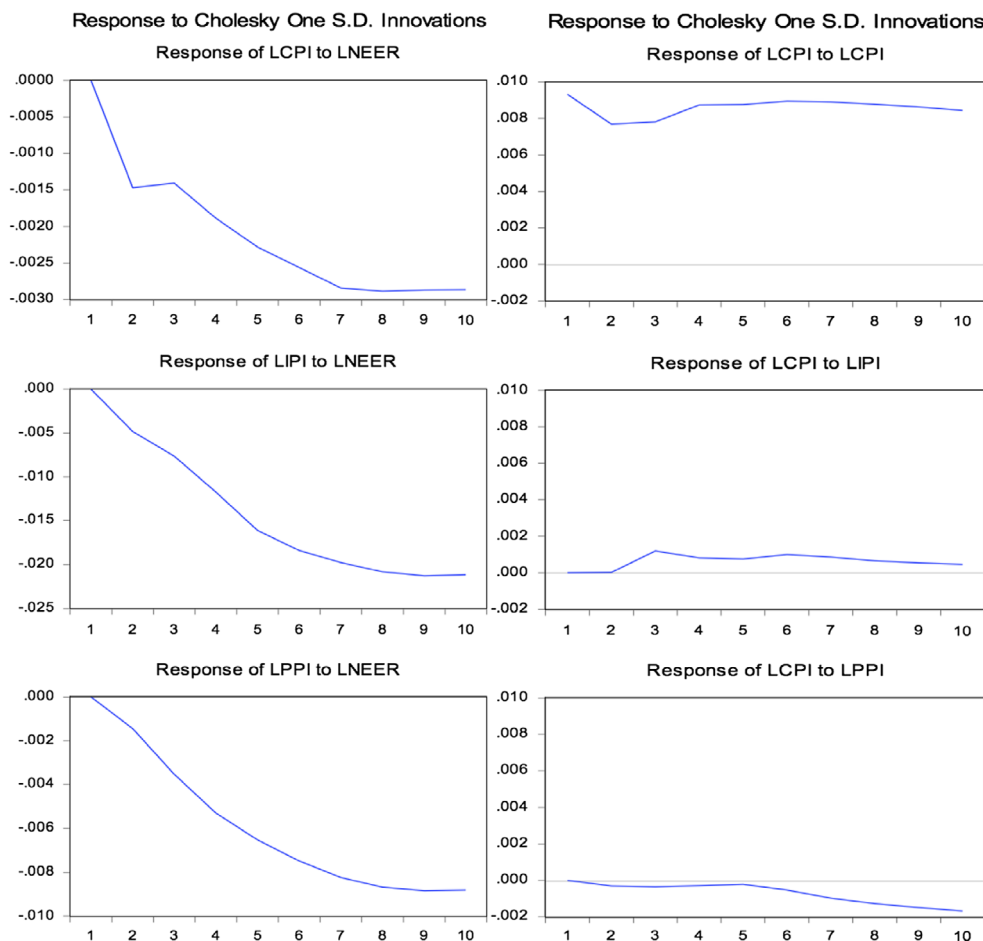 Response to Cholesky One S.D. Innovations
Response of LCPI to LNEER
.0000
-.0005
-.0010
-.0015
-.0020
-.0025
-.0030
1 2 3 4 5 6 7 8 9 10
Response of LIPI to LNEER
.000
-.005
-.010
-.015
-.020
-.025
1 2 3 4 5 6 7 8 9 10
Response of LPPI to LNEER
.000
-.002
-.004
-.006
-.008
-.010
1 2 3 4 5 6 7 8 9 10
Response to Cholesky One S.D. Innovations
Response of LCPI to LCPI
.010
.008
.006
.004
.002
.000
-.002
1 2 3 4 5 6 7 8 9 10
Response of LCPI to LIPI
.010
.008
.006
.004
.002
.000
-.002
1 2 3 4 5 6 7 8 9 10
Response of LCPI to LPPI
.010
.008
.006
.004
.002
.000
-.002
1 2 3 4 5 6 7 8 9 10